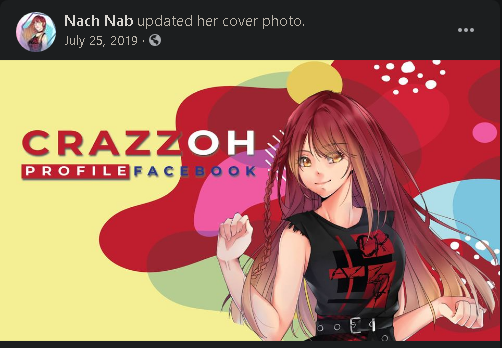 Nach Nab updated her cover photo.
July 25, 2019 ·
CRAZZOH
PROFILE FACEBOOK